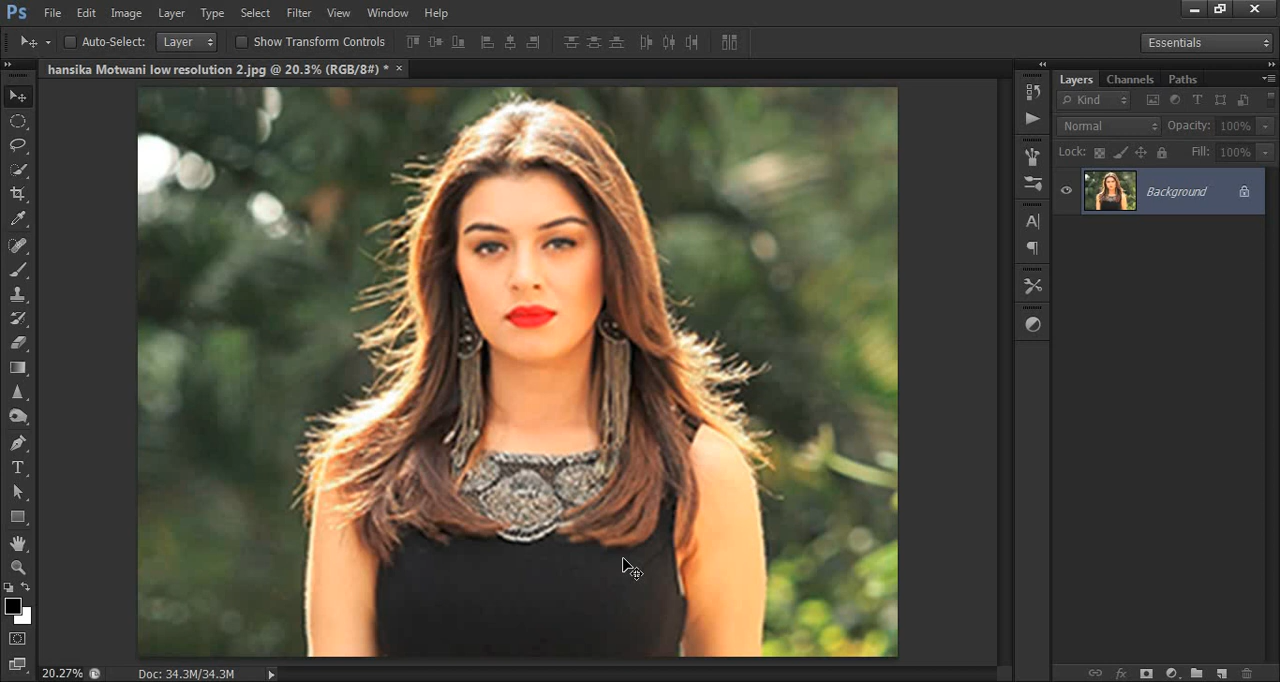 Ps File Edit Image Layer Type Select Filter View Window Help
Auto-Select: Layer Show Transform Controls Essentials
hansika Motwani low resolution 2.jpg @ 20.3% (RGB/8#) * ×
Layers Channels Paths
Kind
Normal Opacity: 100%
Lock: Fill: 100%
Background
20.27% Doc: 34.3M/34.3M